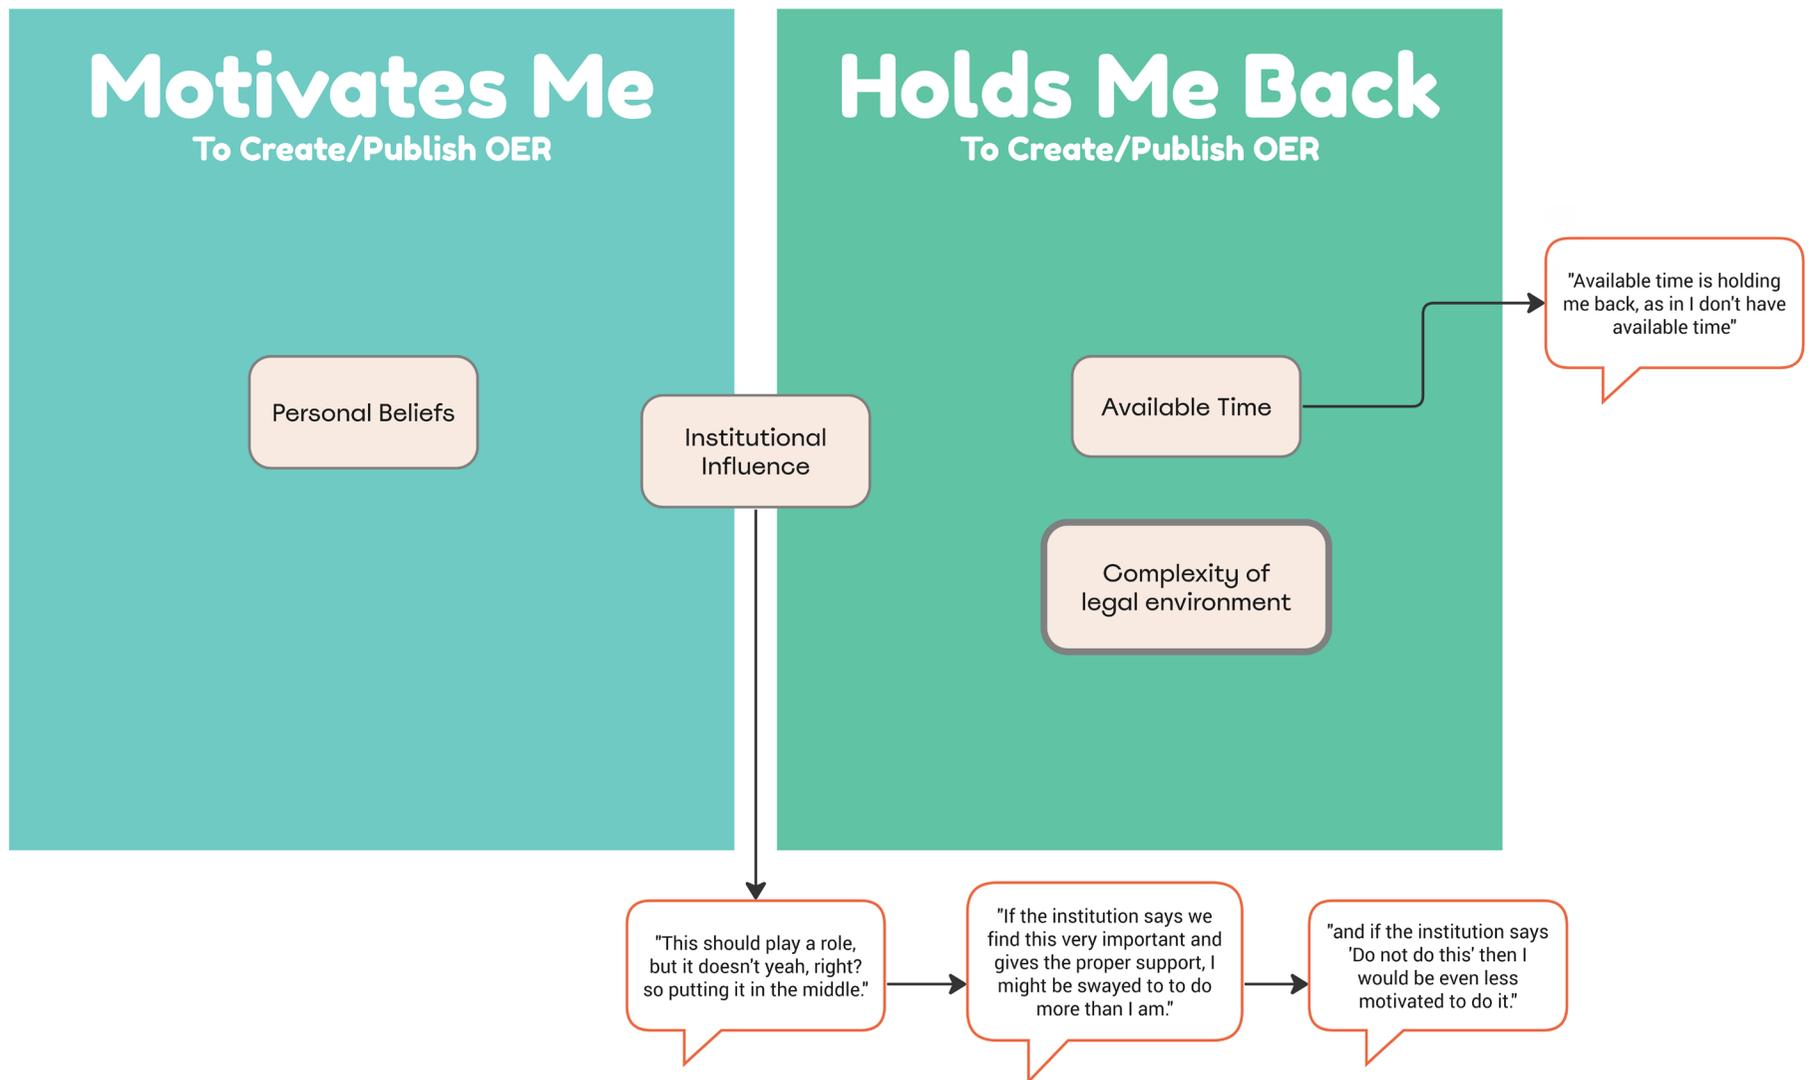 Motivates Me
To Create/Publish OER
Holds Me Back
To Create/Publish OER
"Available time is holding
me back, as in I don't have
available time"
Personal Beliefs
Institutional
Influence
Available Time
Complexity of
legal environment
"This should play a role,
but it doesn't yeah, right?
so putting it in the middle."
"If the institution says we
find this very important and
gives the proper support, I
might be swayed to to do
more than I am."
"and if the institution says
'Do not do this' then I
would be even less
motivated to do it."